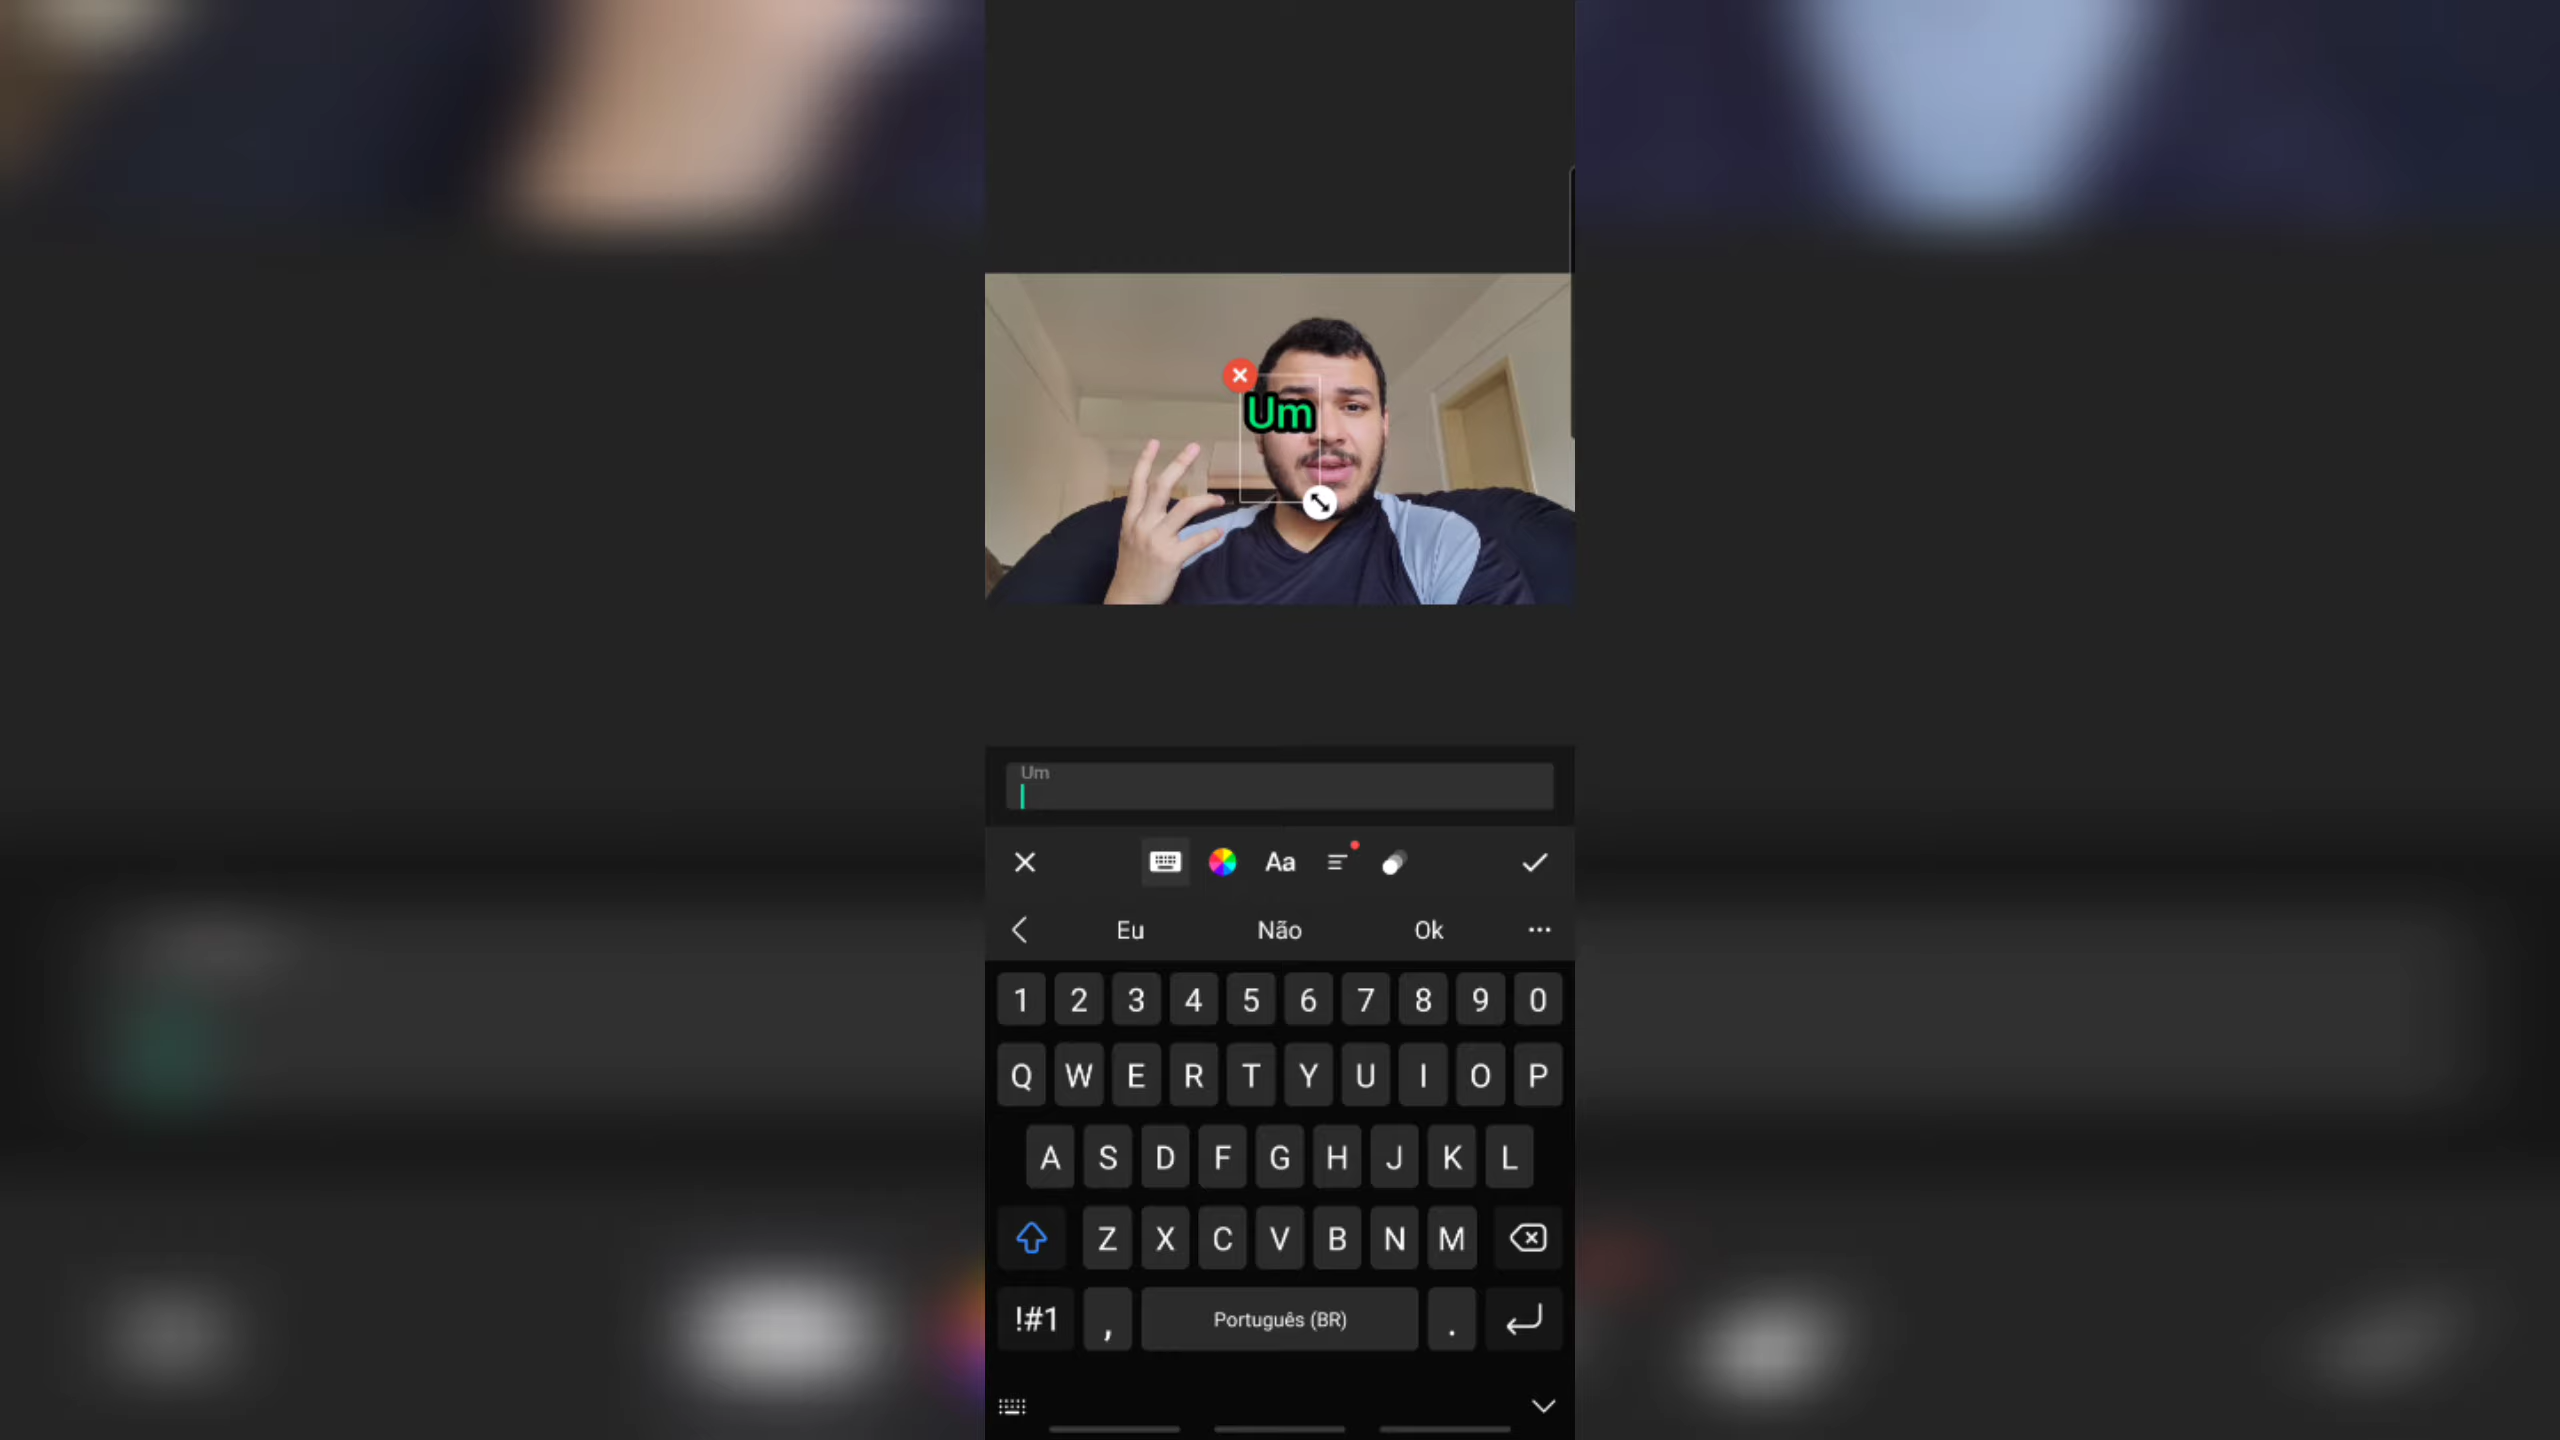 Um
Um
Aa
Eu Não Ok ...
1 2 3 4 5 6 7 8 9 0
Q W E R T Y U I O P
A S D F G H J K L
Z X C V B N M
!#1 , Português (BR) .